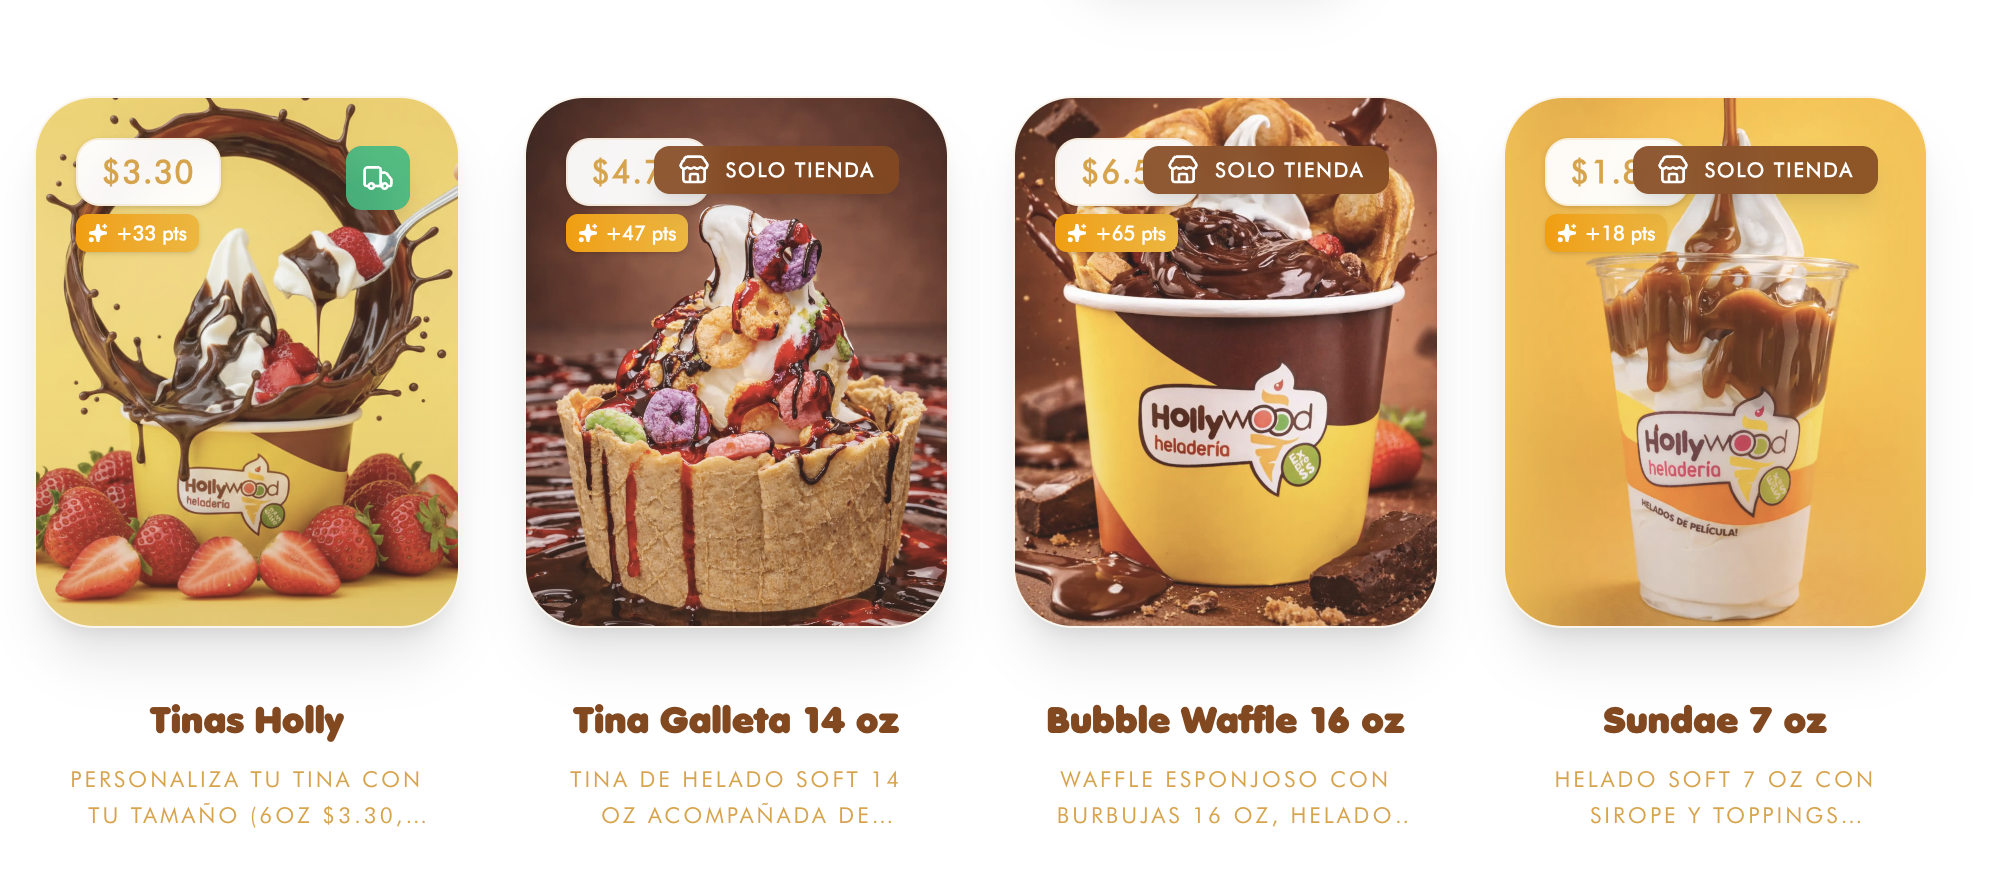 $3.30
+33 pts
Hollywood
heladería
Tinas Holly
PERSONALIZA TU TINA CON
TU TAMAÑO (6OZ $3.30,...
$4.7
SOLO TIENDA
+47 pts
Tina Galleta 14 oz
TINA DE HELADO SOFT 14
OZ ACOMPAÑADA DE...
$6.5
SOLO TIENDA
+65 pts
Hollywood
heladería
Bubble Waffle 16 oz
WAFFLE ESPONJOSO CON
BURBUJAS 16 OZ, HELADO..
$1.8
SOLO TIENDA
+18 pts
Hollywood
heladería
HELADOS DE PELÍCULA!
Sundae 7 oz
HELADO SOFT 7 OZ CON
SIROPE Y TOPPINGS...